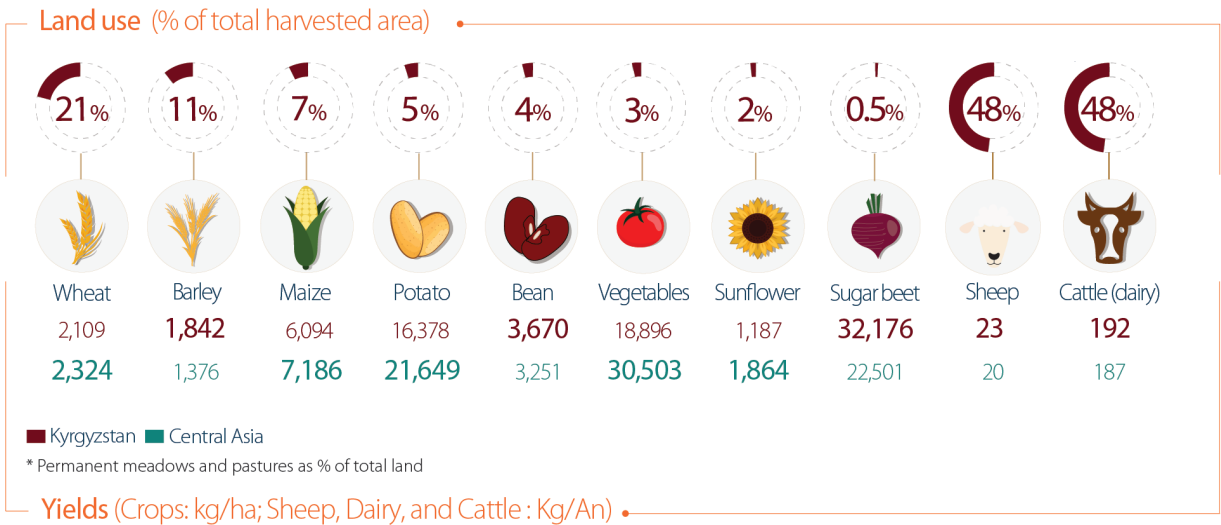 Land use (% of total harvested area)
21% 11% 7% 5% 4% 3% 2% 0.5% 48% 48%
Wheat Barley Maize Potato Bean Vegetables Sunflower Sugar beet Sheep Cattle (dairy)
2,109 1,842 6,094 16,378 3,670 18,896 1,187 32,176 23 192
2,324 1,376 7,186 21,649 3,251 30,503 1,864 22,501 20 187
Kyrgyzstan Central Asia
* Permanent meadows and pastures as % of total land
Yields (Crops: kg/ha; Sheep, Dairy, and Cattle : Kg/An)